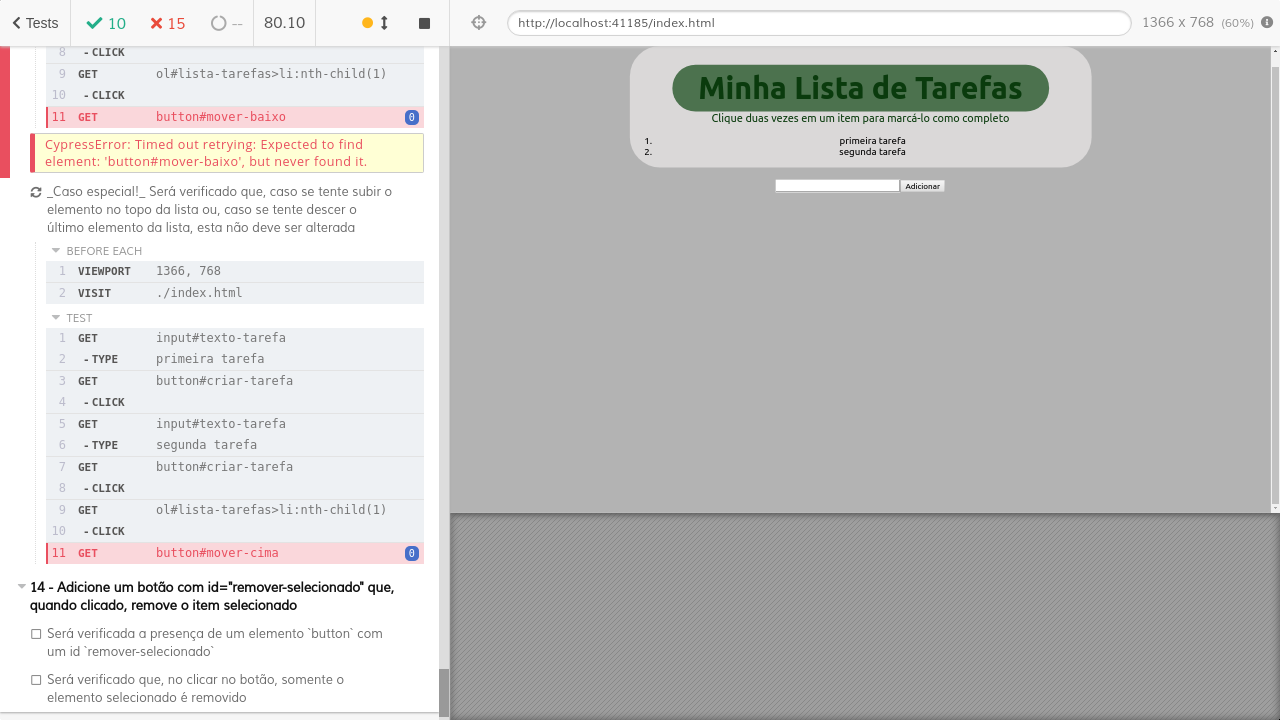 Tests 10 15 -- 80.10
http://localhost:41185/index.html 1366 x 768 (60%)
8 - CLICK
9 GET ol#lista-tarefas>li:nth-child(1)
10 - CLICK
11 GET button#mover-baixo 0
CypressError: Timed out retrying: Expected to find
element: 'button#mover-baixo', but never found it.
_Caso especial!_ Será verificado que, caso se tente subir o
elemento no topo da lista ou, caso se tente descer o
último elemento da lista, esta não deve ser alterada
BEFORE EACH
1 VIEWPORT 1366, 768
2 VISIT ./index.html
TEST
1 GET input#texto-tarefa
2 - TYPE primeira tarefa
3 GET button#criar-tarefa
4 - CLICK
5 GET input#texto-tarefa
6 - TYPE segunda tarefa
7 GET button#criar-tarefa
8 - CLICK
9 GET ol#lista-tarefas>li:nth-child(1)
10 - CLICK
11 GET button#mover-cima 0
14 - Adicione um botão com id="remover-selecionado" que,
quando clicado, remove o item selecionado
Será verificada a presença de um elemento `button` com
um id `remover-selecionado`
Será verificado que, no clicar no botão, somente o
elemento selecionado é removido
Minha Lista de Tarefas
Clique duas vezes em um item para marcá-lo como completo
1. primeira tarefa
2. segunda tarefa
Adicionar